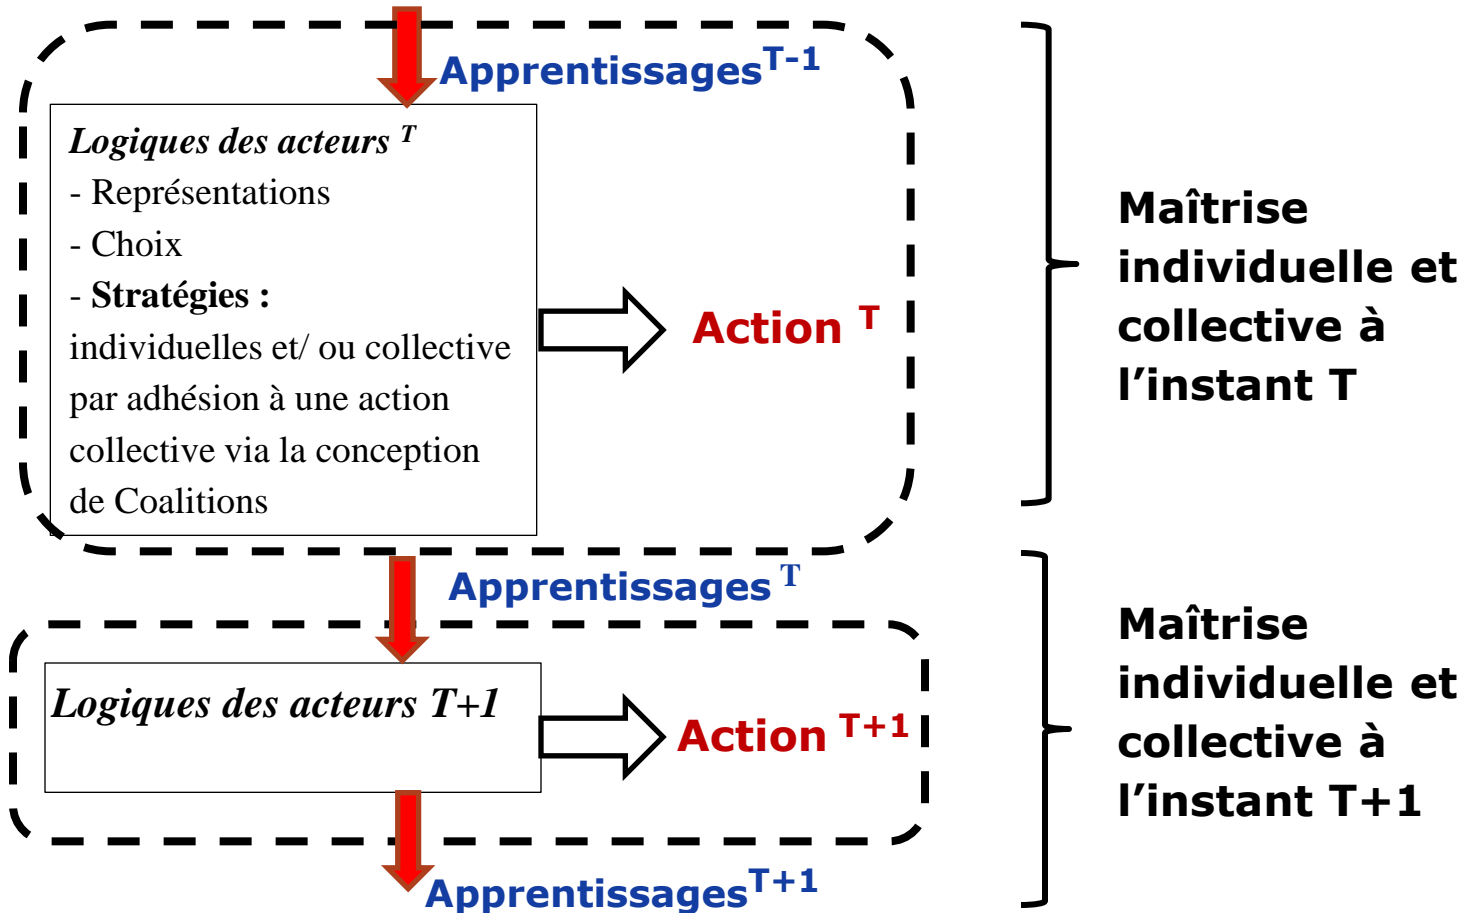 Apprentissages T-1
Logiques des acteurs T
- Représentations
- Choix
- Stratégies :
individuelles et/ ou collective
par adhésion à une action
collective via la conception
de Coalitions
Action T
Maîtrise
individuelle et
collective à
l’instant T
Apprentissages T
Logiques des acteurs T+1
Action T+1
Maîtrise
individuelle et
collective à
l’instant T+1
Apprentissages T+1